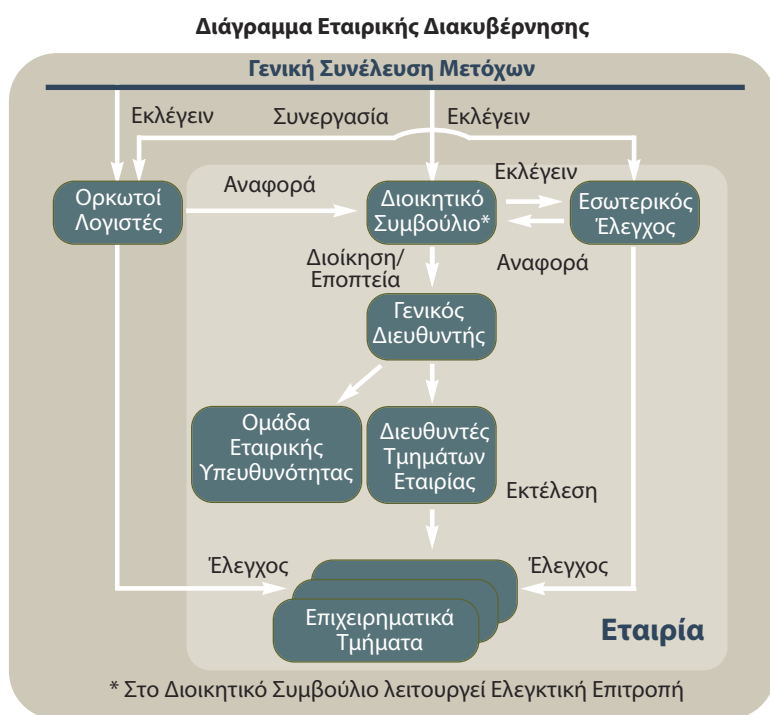 Διάγραμμα Εταιρικής Διακυβέρνησης
Γενική Συνέλευση Μετόχων
Εκλέγειν
Συνεργασία
Εκλέγειν
Ορκωτοί
Λογιστές
Αναφορά
Διοικητικό
Συμβούλιο*
Εκλέγειν
Αναφορά
Εσωτερικός
Έλεγχος
Διοίκηση/
Εποπτεία
Γενικός
Διευθυντής
Ομάδα
Εταιρικής
Υπευθυνότητας
Διευθυντές
Τμημάτων
Εταιρίας
Εκτέλεση
Έλεγχος
Έλεγχος
Επιχειρηματικά
Τμήματα
Εταιρία
* Στο Διοικητικό Συμβούλιο λειτουργεί Ελεγκτική Επιτροπή